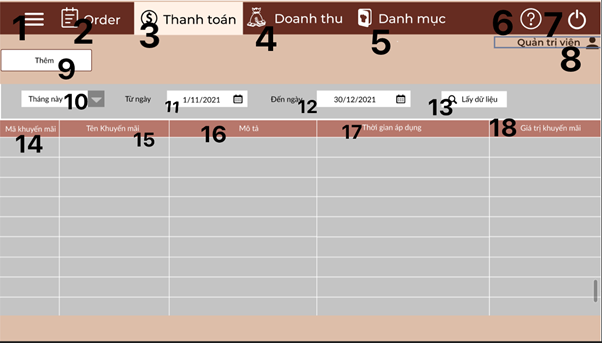 1 2 Order 3 Thanh toán 4 Doanh thu 5 Danh mục 6 ? 7
Quản trị viên 8
Thêm 9
Tháng này 10 Từ ngày 11 1/11/2021 Đến ngày 12 30/12/2021 13 Lấy dữ liệu
Mã khuyến mãi 14 Tên Khuyến mãi 15 16 Mô tả 17 Thời gian áp dụng 18 Giá trị khuyến mãi